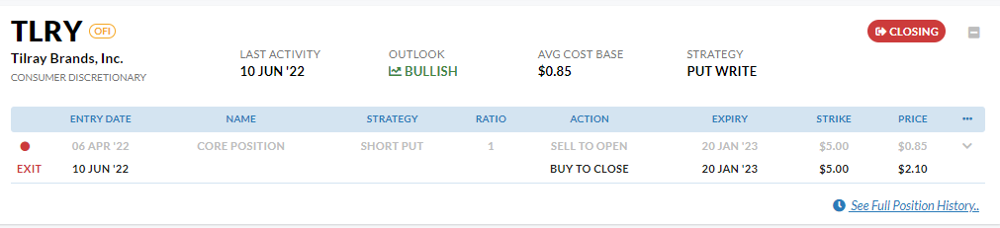 TLRY OFI
CLOSING
Tilray Brands, Inc.
CONSUMER DISCRETIONARY
LAST ACTIVITY OUTLOOK AVG COST BASE STRATEGY
10 JUN '22 BULLISH $0.85 PUT WRITE
ENTRY DATE NAME STRATEGY RATIO ACTION EXPIRY STRIKE PRICE •••
06 APR '22 CORE POSITION SHORT PUT 1 SELL TO OPEN 20 JAN '23 $5.00 $0.85
EXIT 10 JUN '22 BUY TO CLOSE 20 JAN '23 $5.00 $2.10
See Full Position History..